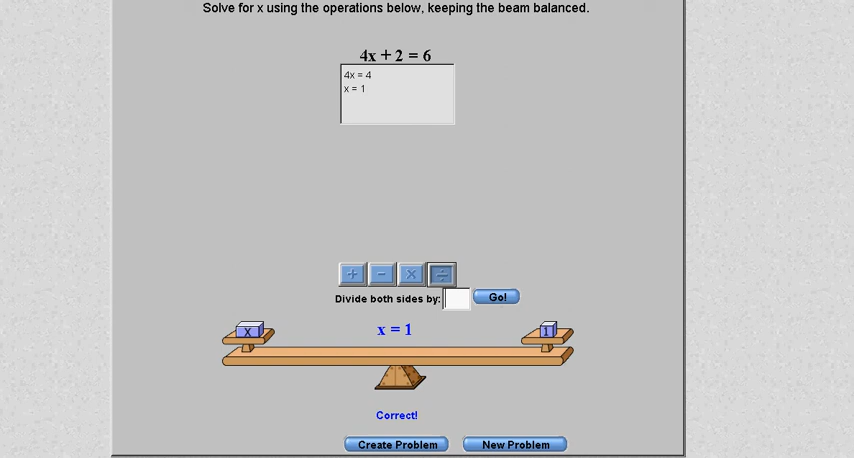 Solve for x using the operations below, keeping the beam balanced.
4x + 2 = 6
4x = 4
x = 1
+ − × ÷
Divide both sides by: Go!
x = 1
X 1
Correct!
Create Problem New Problem